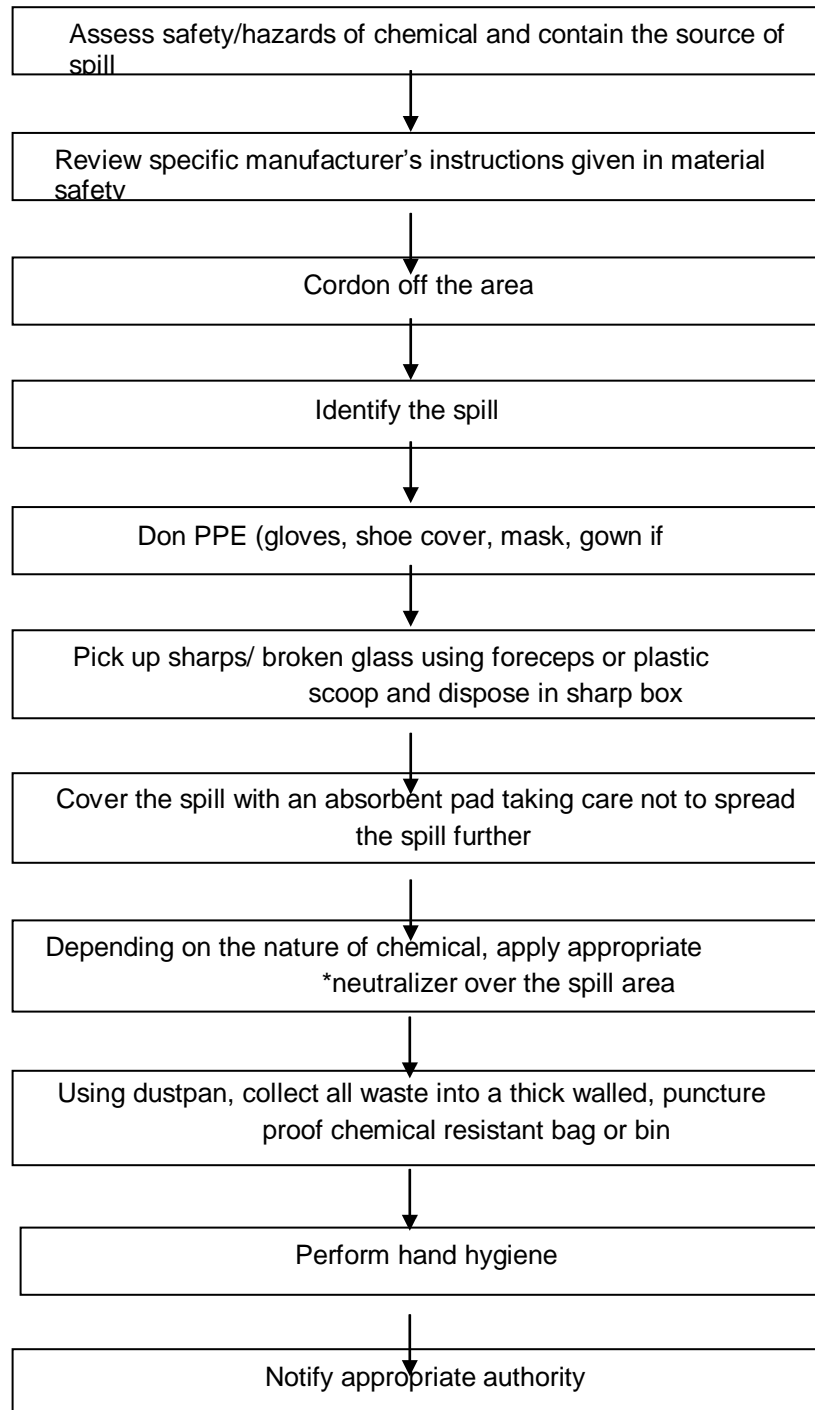 Assess safety/hazards of chemical and contain the source of
spill
Review specific manufacturer’s instructions given in material
safety
Cordon off the area
Identify the spill
Don PPE (gloves, shoe cover, mask, gown if
Pick up sharps/ broken glass using foreceps or plastic
scoop and dispose in sharp box
Cover the spill with an absorbent pad taking care not to spread
the spill further
Depending on the nature of chemical, apply appropriate
*neutralizer over the spill area
Using dustpan, collect all waste into a thick walled, puncture
proof chemical resistant bag or bin
Perform hand hygiene
Notify appropriate authority